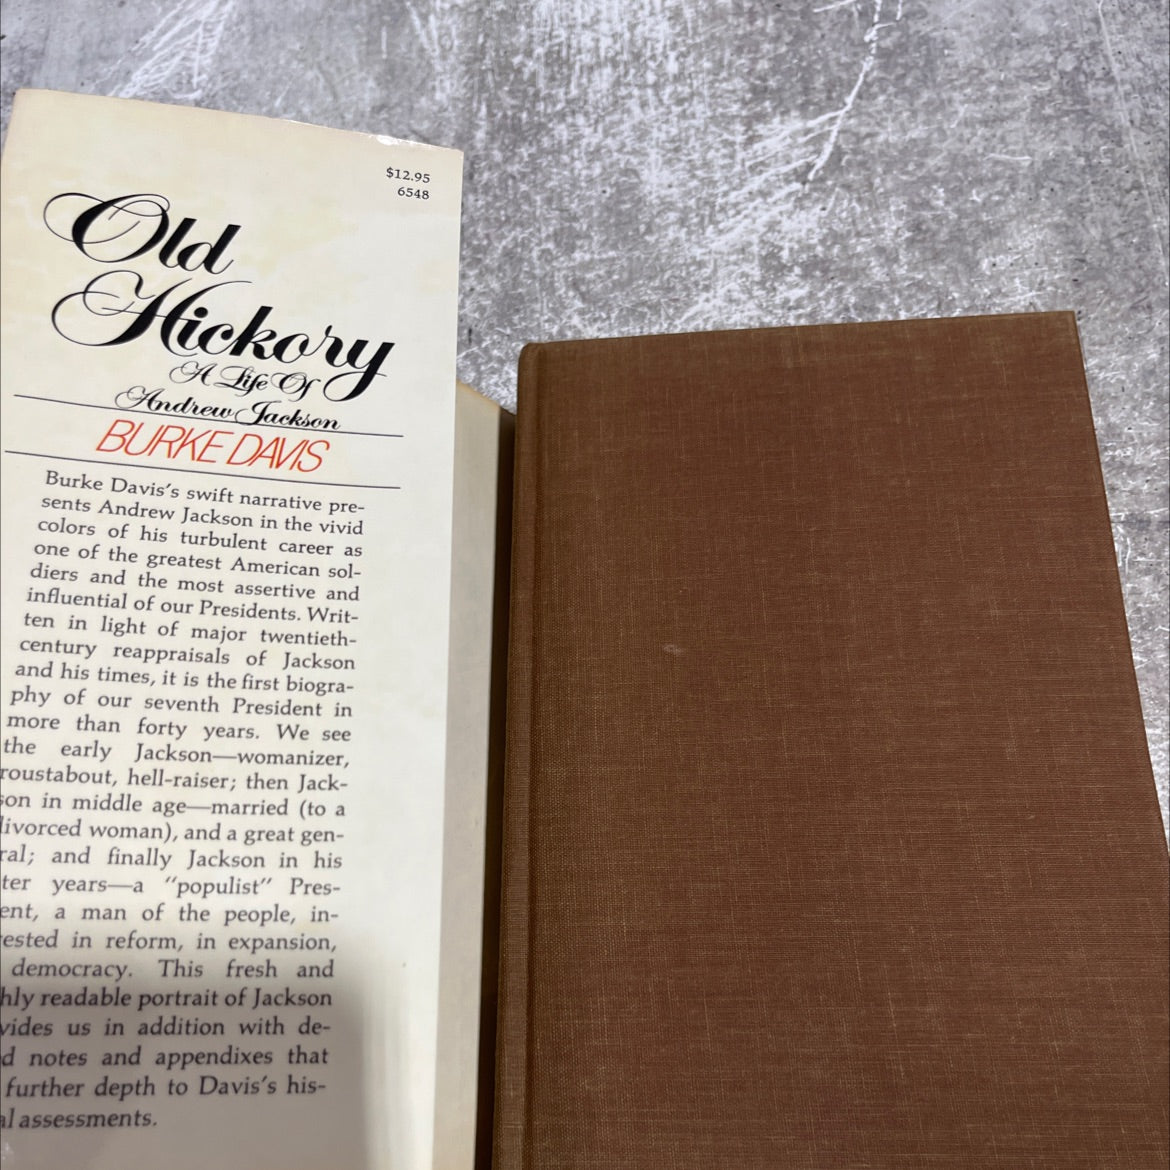 $12.95
6548
Old
Hickory
A Life Of
Andrew Jackson
BURKE DAVIS
Burke Davis's swift narrative pre-
sents Andrew Jackson in the vivid
colors of his turbulent career as
one of the greatest American sol-
diers and the most assertive and
influential of our Presidents. Writ-
ten in light of major twentieth-
century reappraisals of Jackson
and his times, it is the first biogra-
phy of our seventh President in
more than forty years. We see
the early Jackson—womanizer,
roustabout, hell-raiser; then Jack-
son in middle age—married (to a
divorced woman), and a great gen-
ral; and finally Jackson in his
ter years—a "populist" Pres-
ent, a man of the people, in-
rested in reform, in expansion,
democracy. This fresh and
hly readable portrait of Jackson
vides us in addition with de-
d notes and appendixes that
further depth to Davis's his-
al assessments.